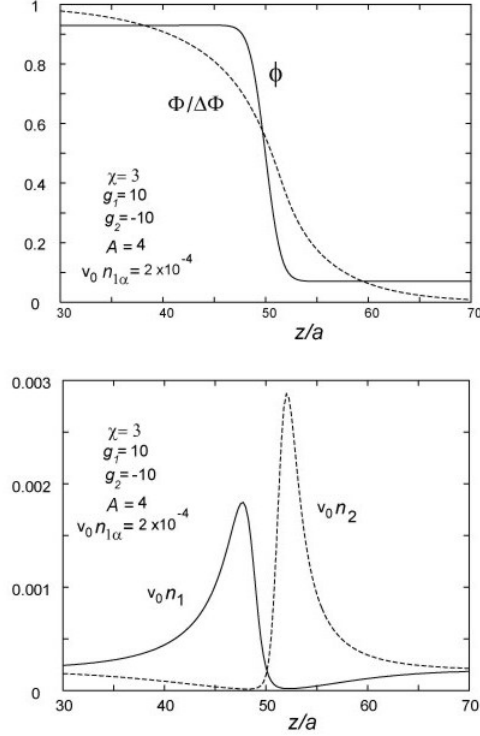 1
0.8
0.6
0.4
0.2
0
ϕ
Φ/ΔΦ
χ= 3
g₁= 10
g₂= -10
A = 4
v₀ n₁α = 2 ×10⁻⁴
30 40 50 60 70
z/a
0.003
0.002
0.001
0
χ= 3
g₁= 10
g₂= -10
A = 4
v₀ n₁α = 2 ×10⁻⁴
v₀ n₂
v₀ n₁
30 40 50 60 70
z/a